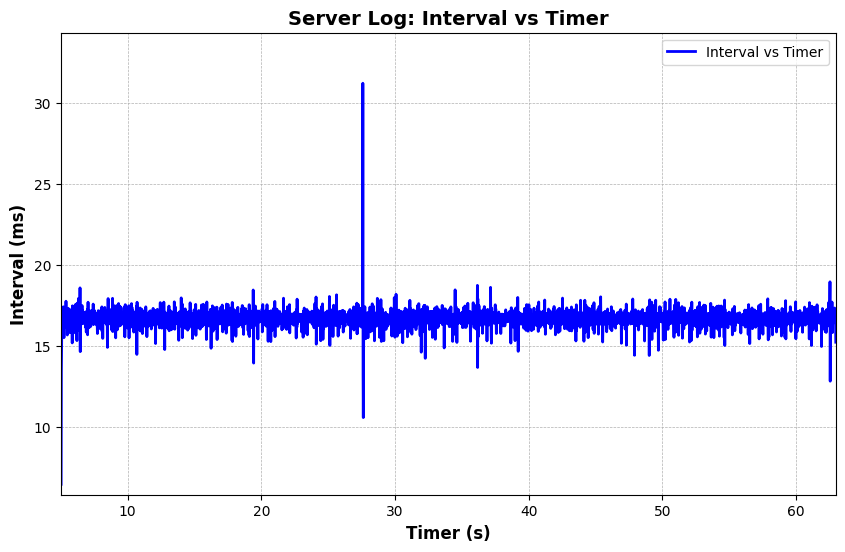 Server Log: Interval vs Timer
Interval vs Timer
30
25
20
15
10
Interval (ms)
10 20 30 40 50 60
Timer (s)